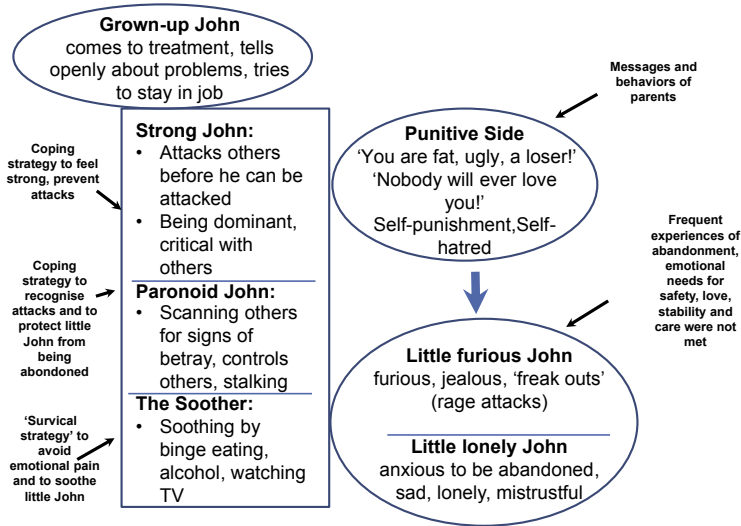 Grown-up John
comes to treatment, tells
openly about problems, tries
to stay in job
Coping
strategy to feel
strong, prevent
attacks
Strong John:
• Attacks others
before he can be
attacked
• Being dominant,
critical with
others
Coping
strategy to
recognise
attacks and to
protect little
John from
being
abondoned
Paronoid John:
• Scanning others
for signs of
betray, controls
others, stalking
'Survical
strategy' to
avoid
emotional pain
and to soothe
little John
The Soother:
• Soothing by
binge eating,
alcohol, watching
TV
Messages and
behaviors of
parents
Punitive Side
'You are fat, ugly, a loser!'
'Nobody will ever love
you!'
Self-punishment,Self-
hatred
Frequent
experiences of
abandonment,
emotional
needs for
safety, love,
stability and
care were not
met
Little furious John
furious, jealous, 'freak outs'
(rage attacks)
Little lonely John
anxious to be abandoned,
sad, lonely, mistrustful